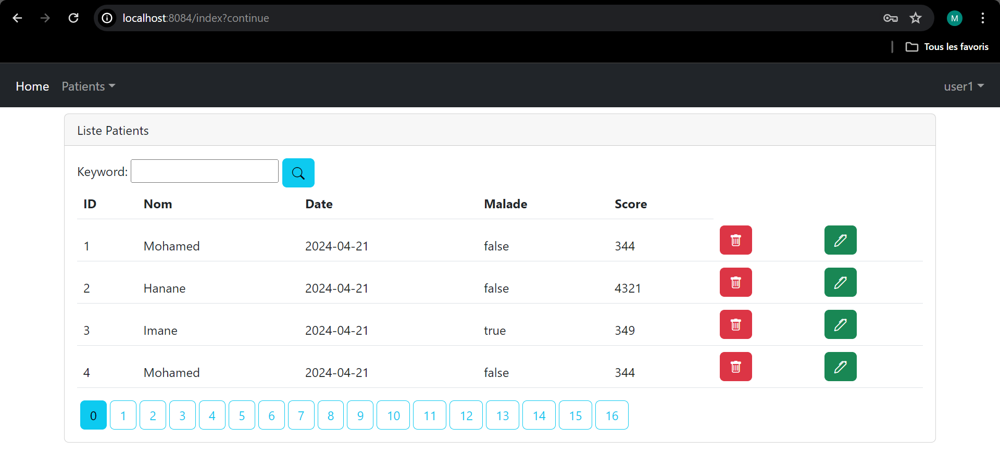 localhost:8084/index?continue
M
Tous les favoris
Home Patients user1
Liste Patients
Keyword:
ID Nom Date Malade Score
1 Mohamed 2024-04-21 false 344
2 Hanane 2024-04-21 false 4321
3 Imane 2024-04-21 true 349
4 Mohamed 2024-04-21 false 344
0 1 2 3 4 5 6 7 8 9 10 11 12 13 14 15 16